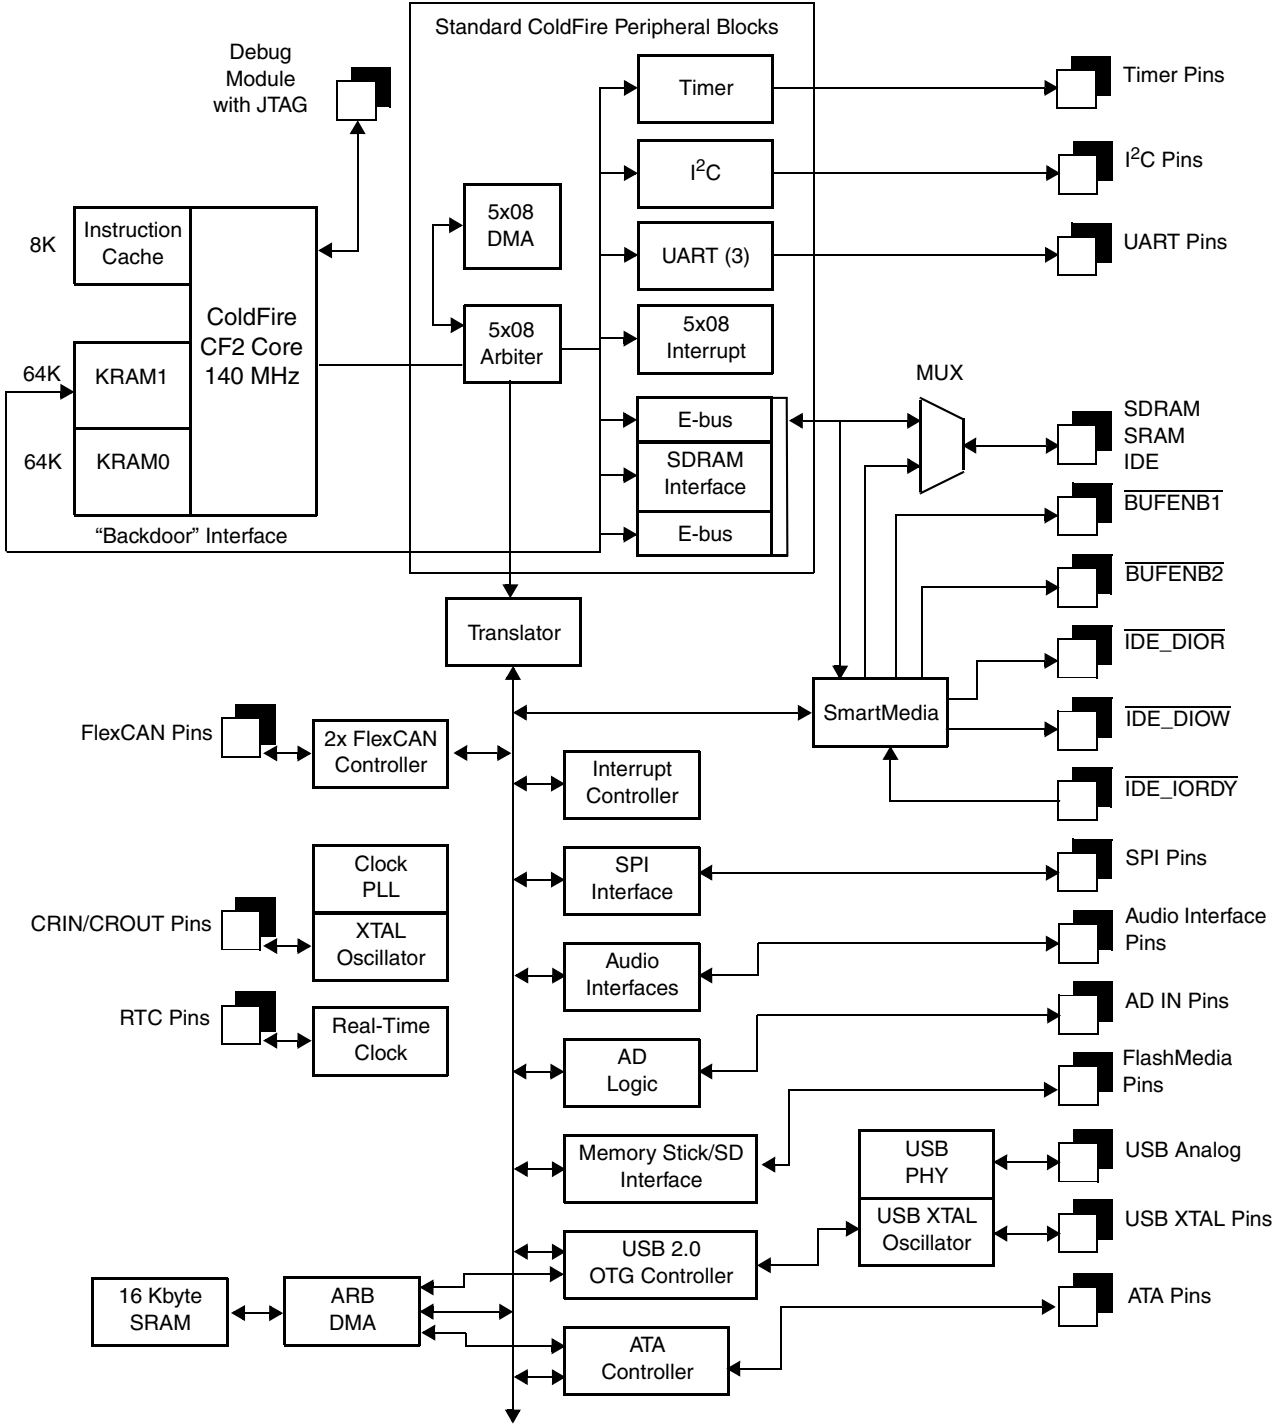 Standard ColdFire Peripheral Blocks
Debug
Module
with JTAG
Timer
Timer Pins
I²C
I²C Pins
5x08
DMA
UART (3)
UART Pins
8K
Instruction
Cache
ColdFire
CF2 Core
140 MHz
5x08
Arbiter
5x08
Interrupt
64K
KRAM1
64K
KRAM0
"Backdoor" Interface
E-bus
SDRAM
Interface
E-bus
MUX
SDRAM
SRAM
IDE
BUFENB1
BUFENB2
IDE_DIOR
IDE_DIOW
IDE_IORDY
Translator
SmartMedia
FlexCAN Pins
2x FlexCAN
Controller
Interrupt
Controller
Clock
PLL
SPI
Interface
SPI Pins
CRIN/CROUT Pins
XTAL
Oscillator
Audio
Interfaces
Audio Interface
Pins
RTC Pins
Real-Time
Clock
AD
Logic
AD IN Pins
FlashMedia
Pins
Memory Stick/SD
Interface
USB
PHY
USB Analog
USB XTAL
Oscillator
USB XTAL Pins
USB 2.0
OTG Controller
16 Kbyte
SRAM
ARB
DMA
ATA
Controller
ATA Pins